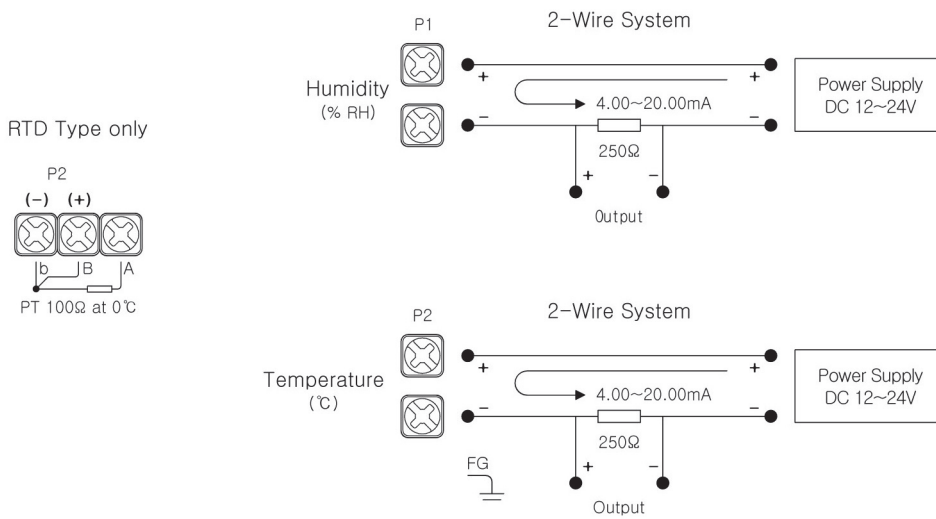 RTD Type only
P2
(-) (+)
b B A
PT 100Ω at 0℃
2-Wire System
P1
Humidity
(% RH)
+ +
4.00~20.00mA
- -
250Ω
+ -
Output
Power Supply
DC 12~24V
2-Wire System
P2
Temperature
(℃)
+ +
4.00~20.00mA
- -
250Ω
FG
+ -
Output
Power Supply
DC 12~24V